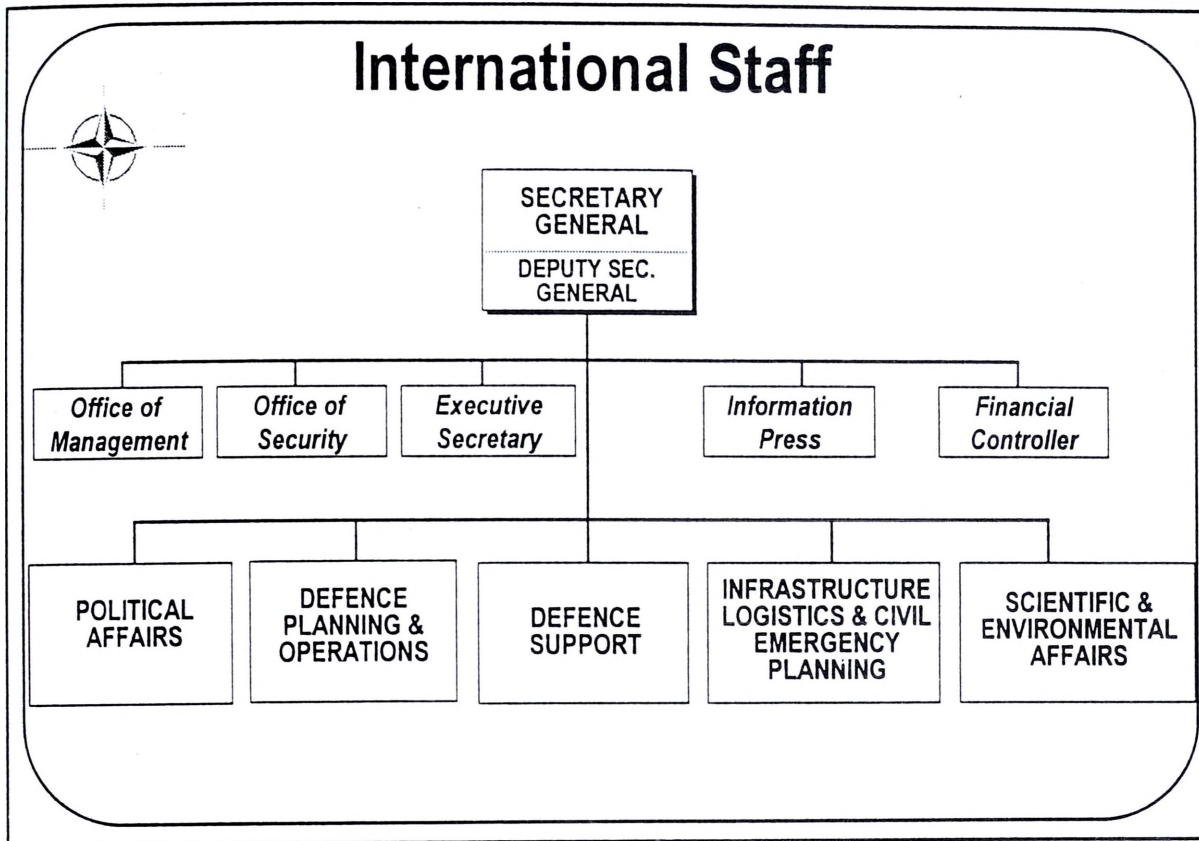 International Staff
SECRETARY
GENERAL
DEPUTY SEC.
GENERAL
Office of
Management
Office of
Security
Executive
Secretary
Information
Press
Financial
Controller
POLITICAL
AFFAIRS
DEFENCE
PLANNING &
OPERATIONS
DEFENCE
SUPPORT
INFRASTRUCTURE
LOGISTICS & CIVIL
EMERGENCY
PLANNING
SCIENTIFIC &
ENVIRONMENTAL
AFFAIRS